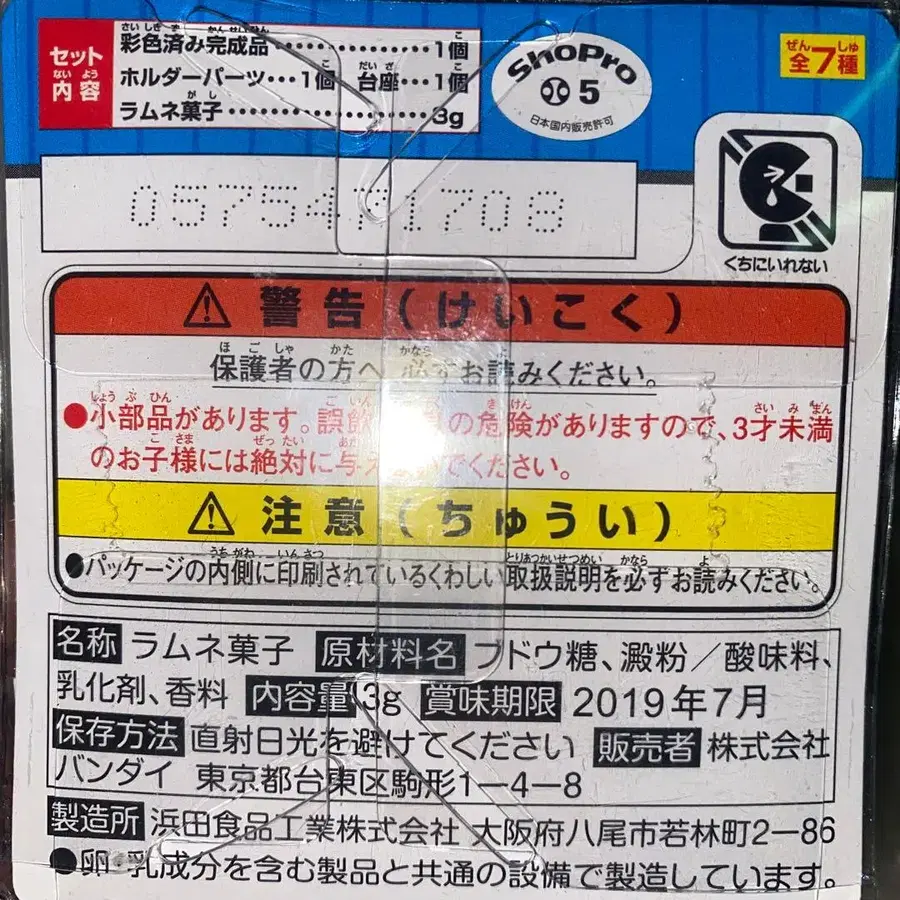 セット内容
彩色済み完成品…………………1個
ホルダーパーツ…1個 台座…1個
ラムネ菓子…………………3g
ShoPro
5
日本国内販売許可
全7種
0575471708
くちにいれない
警告(けいこく)
保護者の方へ 必ずお読みください。
●小部品があります。誤飲の危険がありますので、3才未満
のお子様には絶対に与えでください。
注意(ちゅうい)
●パッケージの内側に印刷されているくわしい取扱説明を必ずお読みください。
名称 ラムネ菓子 原材料名 ブドウ糖、澱粉/酸味料、
乳化剤、香料 内容量 3g 賞味期限 2019年7月
保存方法 直射日光を避けてください 販売者 株式会社
バンダイ 東京都台東区駒形1-4-8
製造所 浜田食品工業株式会社 大阪府八尾市若林町2-86
●卵・乳成分を含む製品と共通の設備で製造しています。